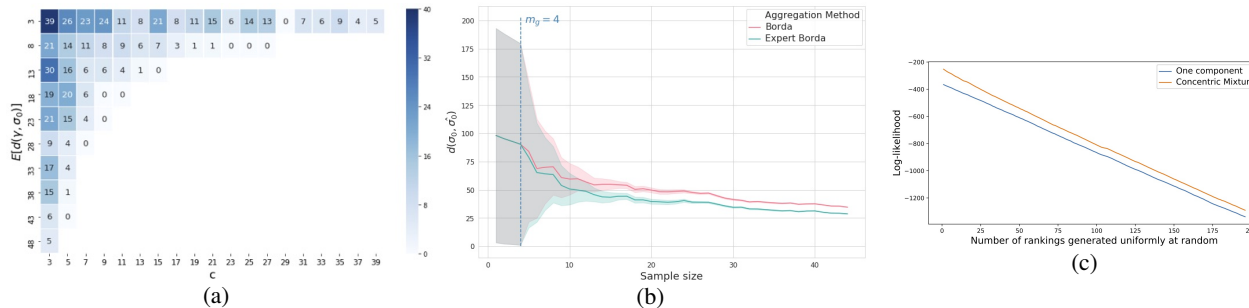 3 39 26 23 24 11 8 21 8 11 15 6 14 13 0 7 6 9 4 5
8 21 14 11 8 9 6 7 3 1 1 0 0 0
13 30 16 6 6 4 1 0
18 19 20 6 0 0
23 21 15 4 0
28 9 4 0
33 17 4
38 15 1
43 6 0
48 5
E[d(γ, σ₀)]
3 5 7 9 11 13 15 17 19 21 23 25 27 29 31 33 35 37 39
c
40
32
24
16
8
0
(a)
m_g = 4
Aggregation Method
Borda
Expert Borda
200
175
150
125
100
75
50
25
0
d(σ₀, σ̂₀)
0 10 20 30 40
Sample size
(b)
One component
Concentric Mixtur
−200
−400
−600
−800
−1000
−1200
Log-likelihood
0 25 50 75 100 125 150 175 20
Number of rankings generated uniformly at random
(c)